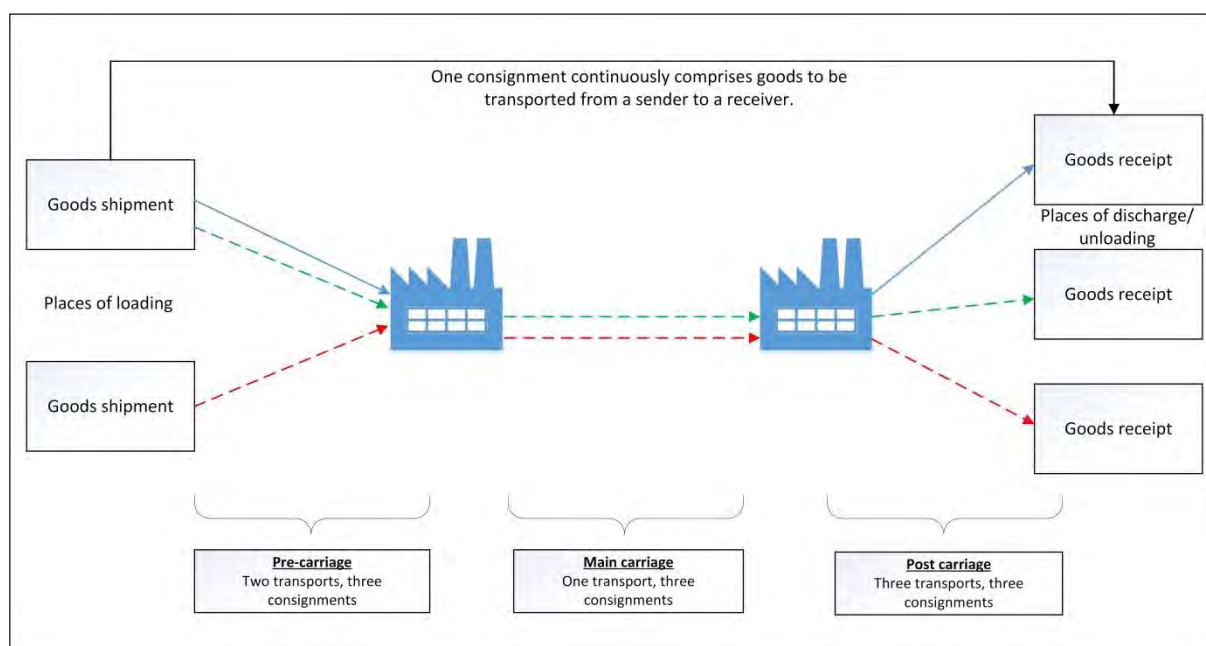 One consignment continuously comprises goods to be
transported from a sender to a receiver.
Goods shipment
Places of loading
Goods shipment
Goods receipt
Places of discharge/
unloading
Goods receipt
Goods receipt
Pre-carriage
Two transports, three
consignments
Main carriage
One transport, three
consignments
Post carriage
Three transports, three
consignments